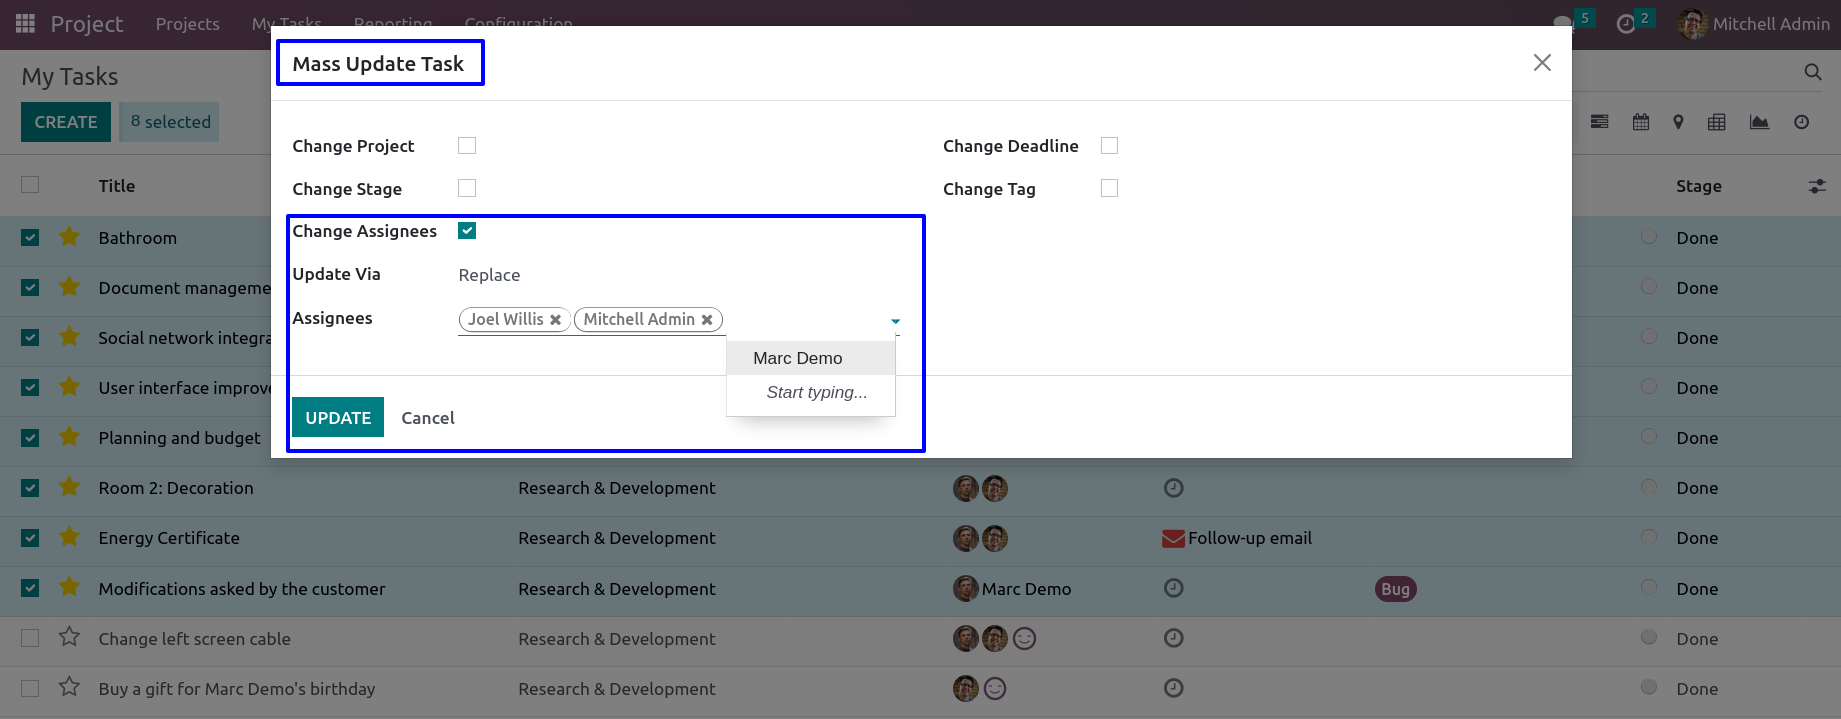 Project Projects My Tasks Reporting Configuration 5 2 Mitchell Admin
Mass Update Task
My Tasks
CREATE 8 selected
Change Project Change Deadline
Change Stage Change Tag
Title Stage
Change Assignees
Bathroom Done
Update Via Replace
Document manageme Done
Assignees Joel Willis Mitchell Admin
Social network integra Done
Marc Demo
User interface improve Done
Start typing...
UPDATE Cancel
Planning and budget Done
Room 2: Decoration Research & Development Done
Energy Certificate Research & Development Follow-up email Done
Modifications asked by the customer Research & Development Marc Demo Bug Done
Change left screen cable Research & Development Done
Buy a gift for Marc Demo's birthday Research & Development Done